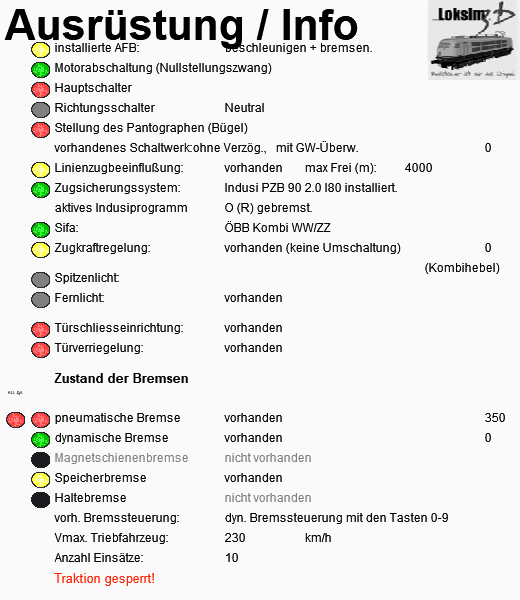 Ausrüstung / Info
Loksim 3D
installierte AFB: beschleunigen + bremsen.
Motorabschaltung (Nullstellungszwang)
Hauptschalter
Richtungsschalter Neutral
Stellung des Pantographen (Bügel)
vorhandenes Schaltwerk:ohne Verzög., mit GW-Überw. 0
Linienzugbeeinflußung: vorhanden max Frei (m): 4000
Zugsicherungssystem: Indusi PZB 90 2.0 I80 installiert.
aktives Indusiprogramm O (R) gebremst.
Sifa: ÖBB Kombi WW/ZZ
Zugkraftregelung: vorhanden (keine Umschaltung) 0
(Kombihebel)
Spitzenlicht:
Fernlicht: vorhanden
Türschliesseinrichtung: vorhanden
Türverriegelung: vorhanden
Zustand der Bremsen
pneumatische Bremse vorhanden 350
dynamische Bremse vorhanden 0
Magnetschienenbremse nicht vorhanden
Speicherbremse vorhanden
Haltebremse nicht vorhanden
vorh. Bremssteuerung: dyn. Bremssteuerung mit den Tasten 0-9
Vmax. Triebfahrzeug: 230 km/h
Anzahl Einsätze: 10
Traktion gesperrt!